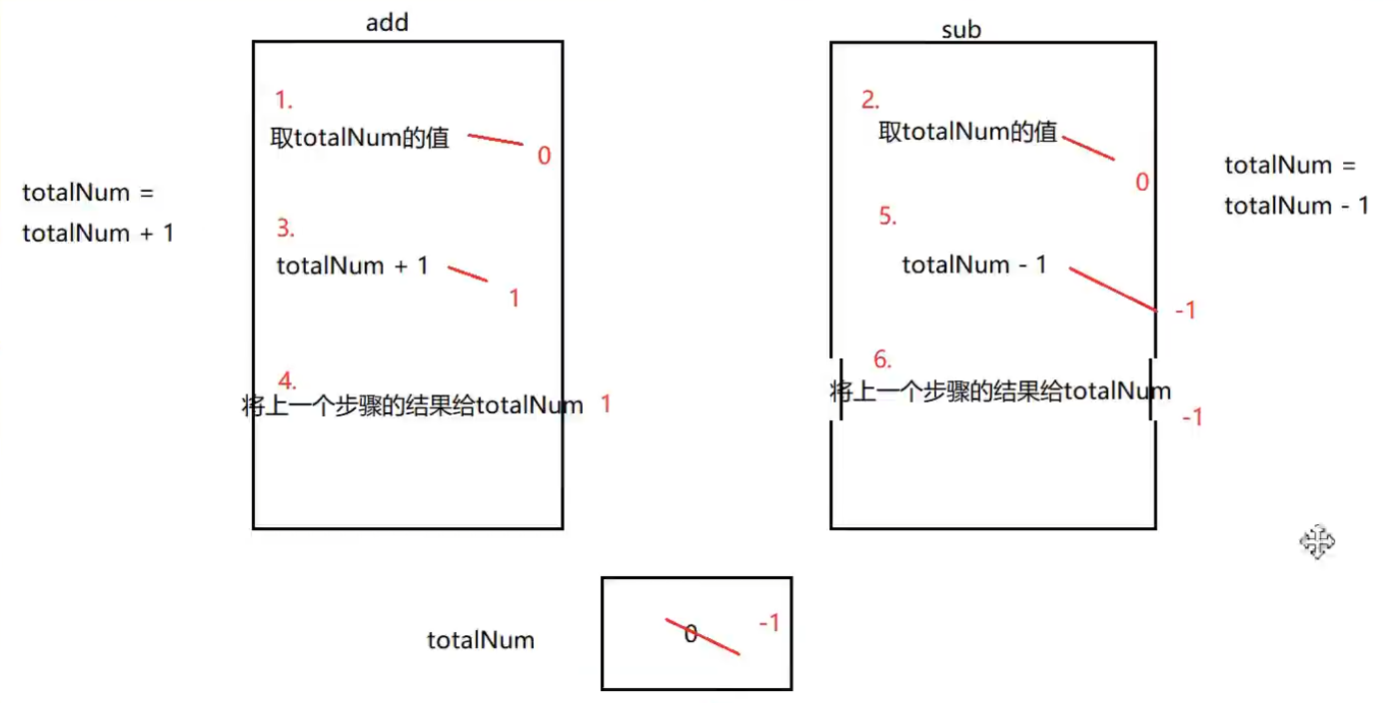 add
1.
取totalNum的值
0
totalNum =
totalNum + 1
3.
totalNum + 1
1
4.
将上一个步骤的结果给totalNum 1
sub
2.
取totalNum的值
0
totalNum =
totalNum - 1
5.
totalNum - 1
-1
6.
将上一个步骤的结果给totalNum
-1
totalNum
0
-1